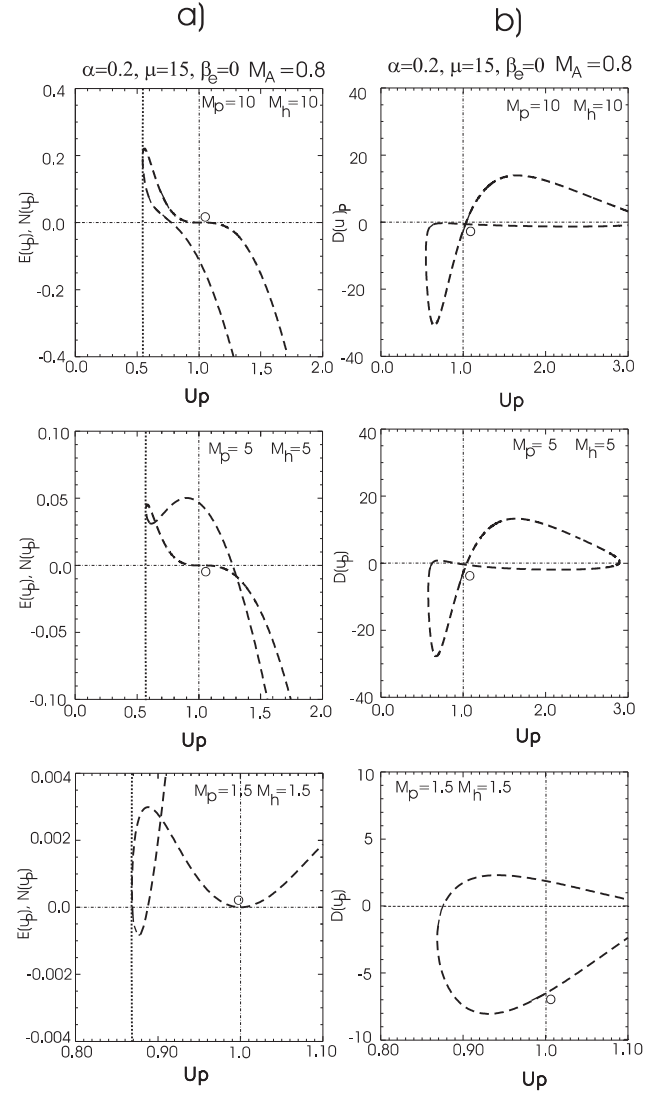 a)
b)
α=0.2, μ=15, βe=0 MA=0.8
α=0.2, μ=15, βe=0 MA=0.8
Mp=10 Mh=10
0.4
0.2
0.0
-0.2
-0.4
E(up), N(up)
0.0 0.5 1.0 1.5 2.0
Up
Mp=10 Mh=10
40
20
0
-20
-40
D(u)p
0.0 1.0 2.0 3.0
Up
Mp=5 Mh=5
0.10
0.05
0.0
-0.05
-0.10
E(up), N(up)
0.0 0.5 1.0 1.5 2.0
Up
Mp=5 Mh=5
40
20
0
-20
-40
D(up)
0.0 1.0 2.0 3.0
Up
Mp=1.5 Mh=1.5
0.004
0.002
0.0
-0.002
-0.004
E(up), N(up)
0.80 0.90 1.0 1.10
Up
Mp=1.5 Mh=1.5
10
5
0
-5
-10
D(up)
0.80 0.90 1.0 1.10
Up